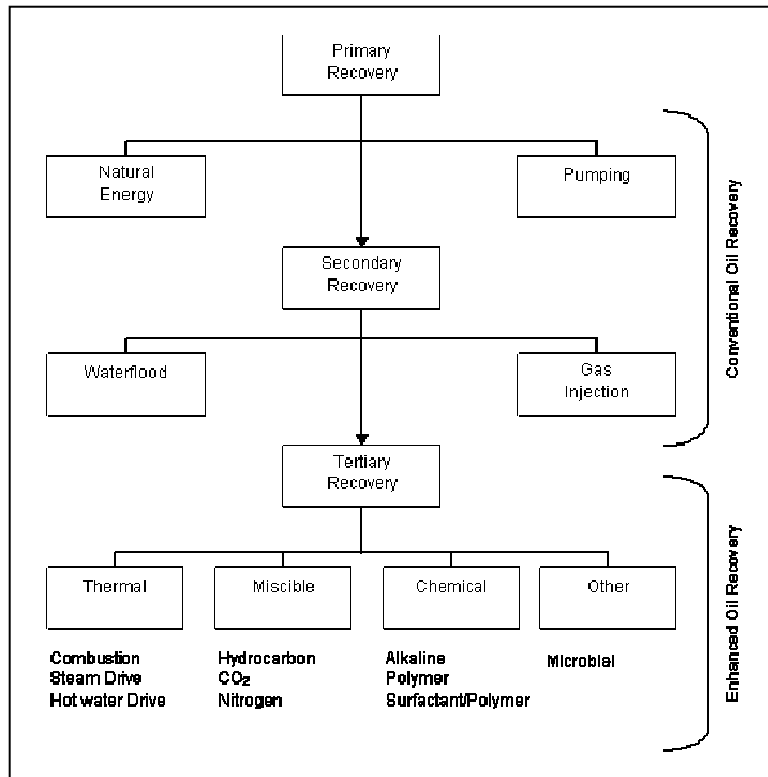 Primary
Recovery
Natural
Energy
Pumping
Secondary
Recovery
Waterflood
Gas
Injection
Conventional Oil Recovery
Tertiary
Recovery
Thermal
Miscible
Chemical
Other
Combustion
Steam Drive
Hot water Drive
Hydrocarbon
CO₂
Nitrogen
Alkaline
Polymer
Surfactant/Polymer
Microbial
Enhanced Oil Recovery